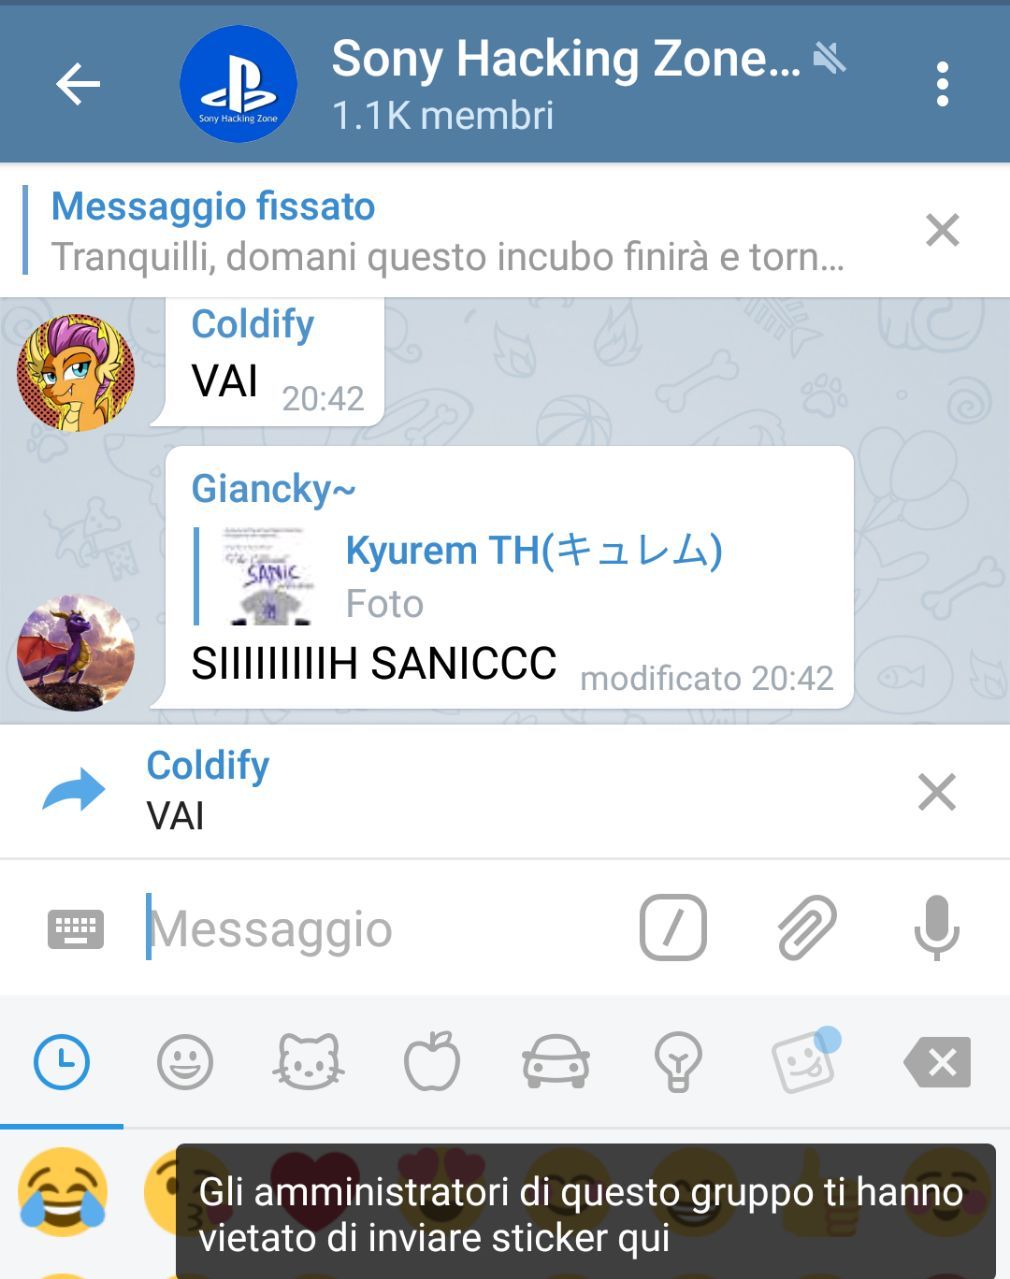 Sony Hacking Zone...
1.1K membri
Sony Hacking Zone
Messaggio fissato
Tranquilli, domani questo incubo finirà e torn...
Coldify
VAI 20:42
Giancky~
SANIC
Kyurem TH(キュレム)
Foto
SIIIIIIIIIH SANICCC modificato 20:42
Coldify
VAI
Messaggio
Gli amministratori di questo gruppo ti hanno
vietato di inviare sticker qui